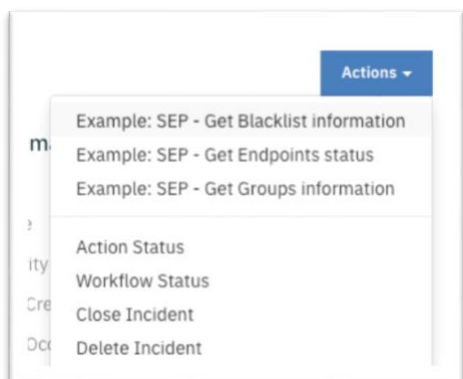 Actions
Example: SEP - Get Blacklist information
Example: SEP - Get Endpoints status
Example: SEP - Get Groups information
Action Status
Workflow Status
Close Incident
Delete Incident